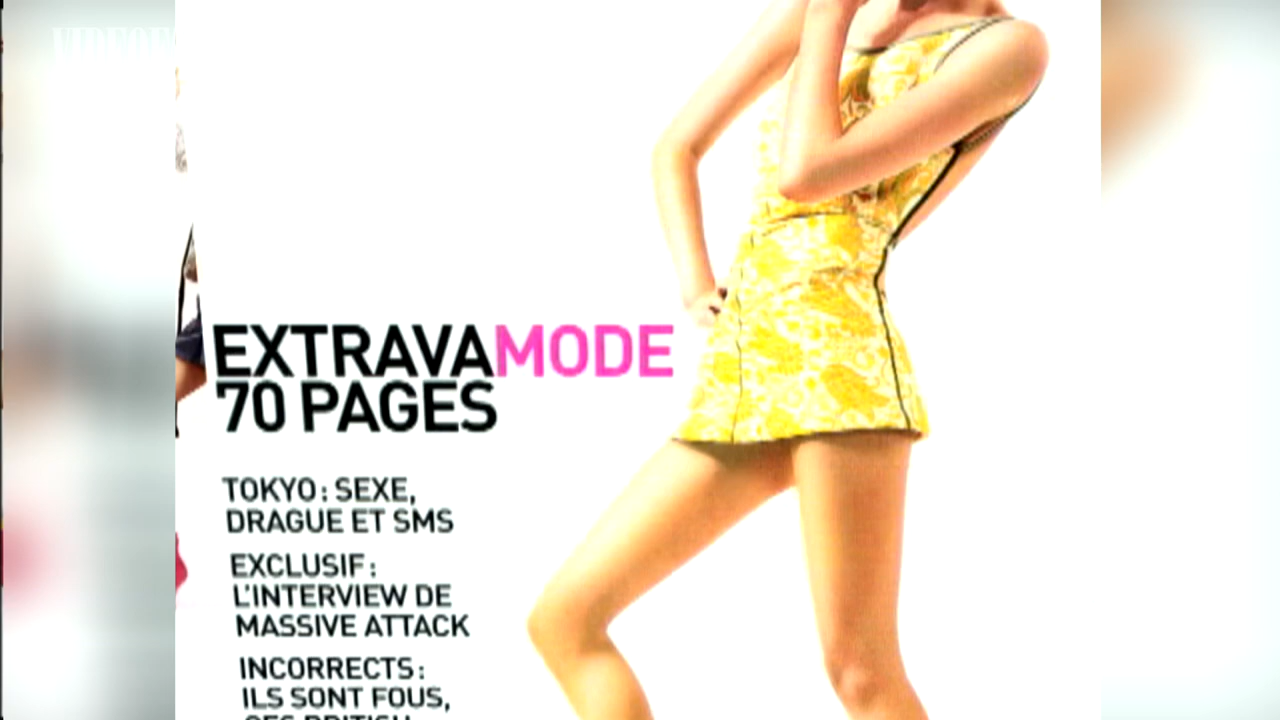 EXTRAVAMODE
70 PAGES
TOKYO : SEXE,
DRAGUE ET SMS
EXCLUSIF :
L'INTERVIEW DE
MASSIVE ATTACK
INCORRECTS :
ILS SONT FOUS,